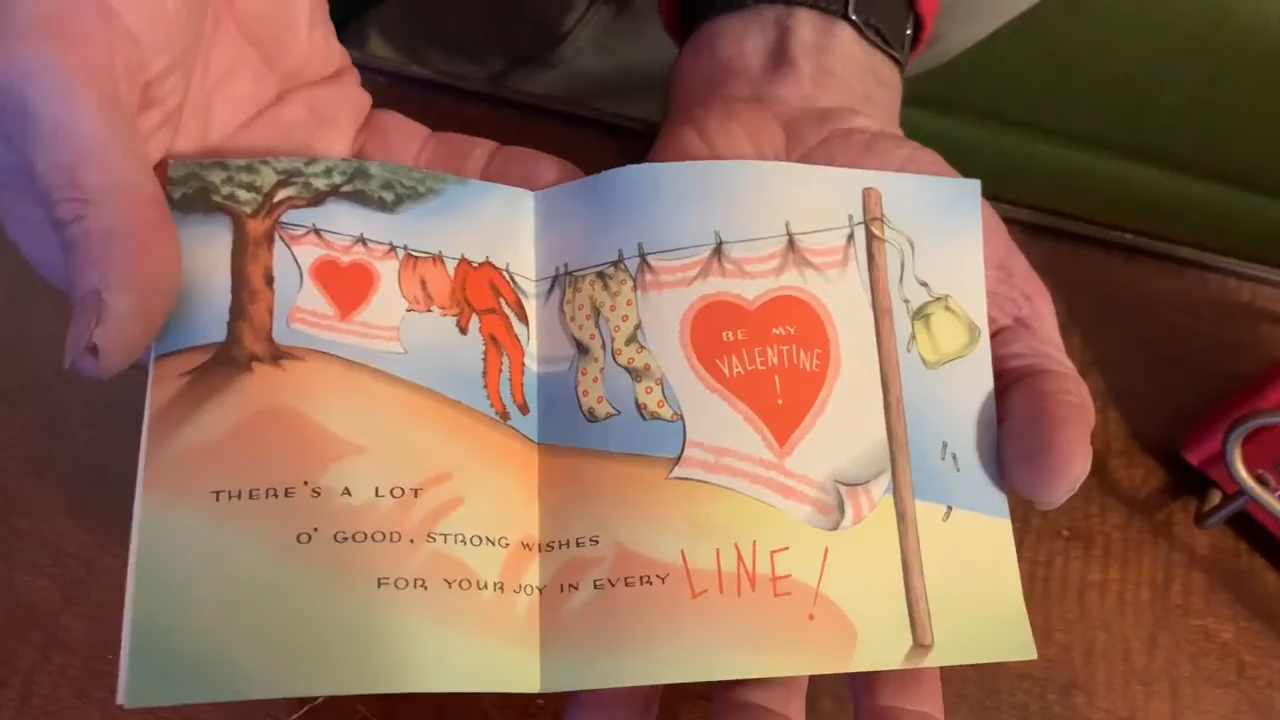 BE MY
VALENTINE
!
THERE'S A LOT
O' GOOD, STRONG WISHES
FOR YOUR JOY IN EVERY LINE!